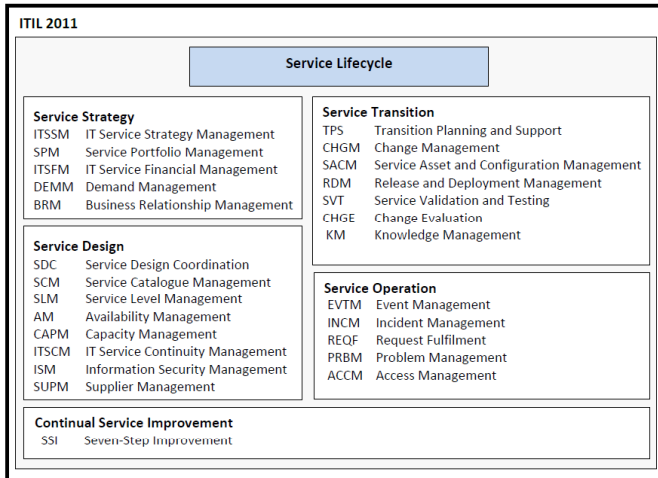 ITIL 2011
Service Lifecycle
Service Strategy
ITSSM IT Service Strategy Management
SPM Service Portfolio Management
ITSFM IT Service Financial Management
DEMM Demand Management
BRM Business Relationship Management
Service Design
SDC Service Design Coordination
SCM Service Catalogue Management
SLM Service Level Management
AM Availability Management
CAPM Capacity Management
ITSCM IT Service Continuity Management
ISM Information Security Management
SUPM Supplier Management
Service Transition
TPS Transition Planning and Support
CHGM Change Management
SACM Service Asset and Configuration Management
RDM Release and Deployment Management
SVT Service Validation and Testing
CHGE Change Evaluation
KM Knowledge Management
Service Operation
EVTM Event Management
INCM Incident Management
REQF Request Fulfilment
PRBM Problem Management
ACCM Access Management
Continual Service Improvement
SSI Seven-Step Improvement